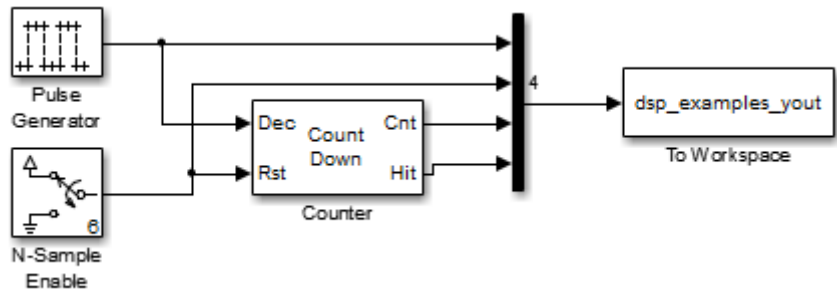 Pulse
Generator
4
Dec
Cnt
Count
Down
Rst
Hit
Counter
dsp_examples_yout
To Workspace
6
N-Sample
Enable